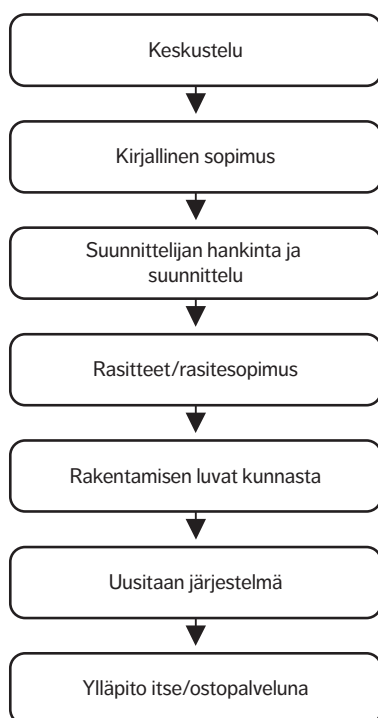 Keskustelu
Kirjallinen sopimus
Suunnittelijan hankinta ja
suunnittelu
Rasitteet/rasitesopimus
Rakentamisen luvat kunnasta
Uusitaan järjestelmä
Ylläpito itse/ostopalveluna